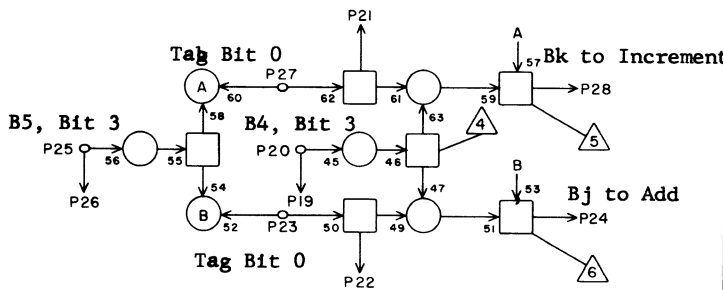 P21
Tag Bit 0
A
Bk to Increment
P27
A
57
60
62
61
59
P28
58
63
B5, Bit 3
B4, Bit 3
4
5
P25
56
55
P20
45
46
54
47
B
53
Bj to Add
P26
P19
B
52
P23
50
49
51
P24
Tag Bit 0
P22
6